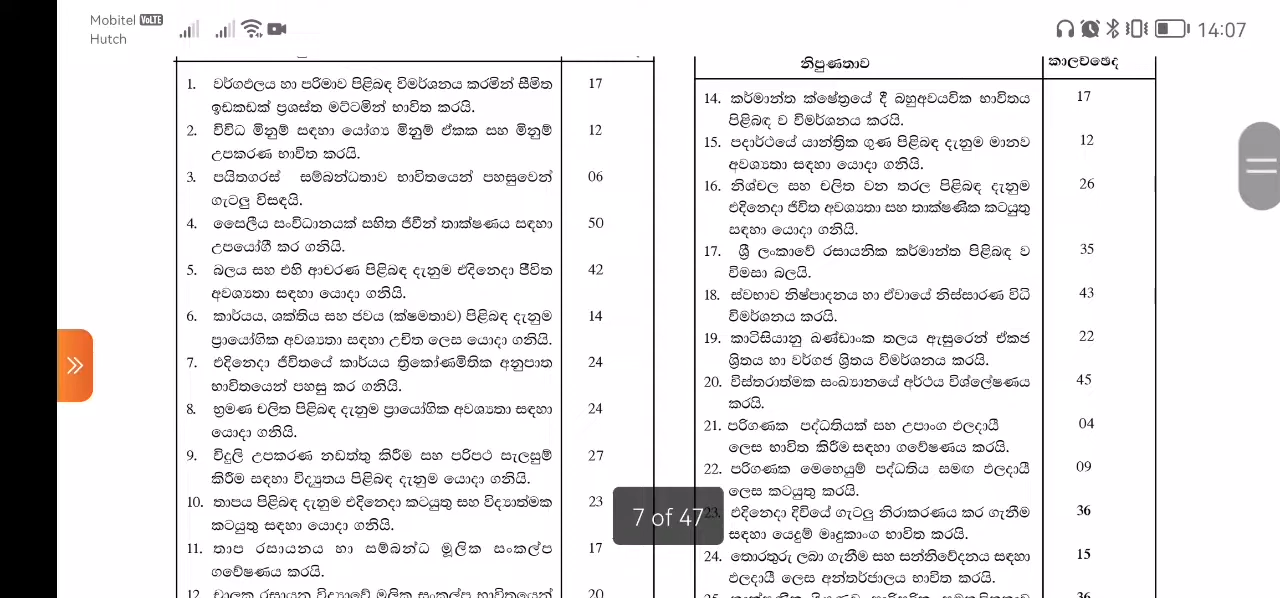 Mobitel VoLTE
Hutch
14:07
1. වර්ගඵලය හා පරිමාව පිළිබඳ විමර්ශනය කරමින් සීමිත 17
ඉඩකඩක් ප්‍රශස්ත මට්ටමින් භාවිත කරයි.
2. විවිධ මිනුම් සඳහා යෝග්‍ය මිනුම් ඒකක සහ මිනුම් 12
උපකරණ භාවිත කරයි.
3. පයිතගරස් සම්බන්ධතාව භාවිතයෙන් පහසුවෙන් 06
ගැටලු විසඳයි.
4. සෛලීය සංවිධානයක් සහිත ජීවීන් තාක්ෂණය සඳහා 50
උපයෝගී කර ගනියි.
5. බලය සහ එහි ආචරණ පිළිබඳ දැනුම එදිනෙදා ජීවිත 42
අවශ්‍යතා සඳහා යොදා ගනියි.
6. කාර්යය, ශක්තිය සහ ජවය (ක්ෂමතාව) පිළිබඳ දැනුම 14
ප්‍රායෝගික අවශ්‍යතා සඳහා උචිත ලෙස යොදා ගනියි.
7. එදිනෙදා ජීවිතයේ කාර්යය ත්‍රිකෝණමිතික අනුපාත 24
භාවිතයෙන් පහසු කර ගනියි.
8. භ්‍රමණ චලිත පිළිබඳ දැනුම ප්‍රායෝගික අවශ්‍යතා සඳහා 24
යොදා ගනියි.
9. විදුලි උපකරණ නඩත්තු කිරීම සහ පරිපථ සැලසුම් 27
කිරීම සඳහා විද්‍යුතය පිළිබඳ දැනුම යොදා ගනියි.
10. තාපය පිළිබඳ දැනුම එදිනෙදා කටයුතු සහ විද්‍යාත්මක 23
කටයුතු සඳහා යොදා ගනියි.
11. තාප රසායනය හා සම්බන්ධ මූලික සංකල්ප 17
ගවේෂණය කරයි.
12. චාලක රසායන විද්‍යාවේ මූලික සංකල්ප භාවිතයෙන් 20
නිපුණතාව කාලච්ඡේද
14. කර්මාන්ත ක්ෂේත්‍රයේ දී බහුඅවයවික භාවිතය 17
පිළිබඳ ව විමර්ශනය කරයි.
15. පදාර්ථයේ යාන්ත්‍රික ගුණ පිළිබඳ දැනුම මානව 12
අවශ්‍යතා සඳහා යොදා ගනියි.
16. නිශ්චල සහ චලිත වන තරල පිළිබඳ දැනුම 26
එදිනෙදා ජීවිත අවශ්‍යතා සහ තාක්ෂණික කටයුතු
සඳහා යොදා ගනියි.
17. ශ්‍රී ලංකාවේ රසායනික කර්මාන්ත පිළිබඳ ව 35
විමසා බලයි.
18. ස්වභාව නිෂ්පාදනය හා ඒවායේ නිස්සාරණ විධි 43
විමර්ශනය කරයි.
19. කාටිසියානු ඛණ්ඩාංක තලය ඇසුරෙන් ඒකජ 22
ශ්‍රිතය හා වර්ගජ ශ්‍රිතය විමර්ශනය කරයි.
20. විස්තරාත්මක සංඛ්‍යානයේ අර්ථය විශ්ලේෂණය 45
කරයි.
21. පරිගණක පද්ධතියක් සහ උපාංග ඵලදායී 04
ලෙස භාවිත කිරීම සඳහා ගවේෂණය කරයි.
22. පරීගණක මෙහෙයුම් පද්ධතිය සමඟ ඵලදායී 09
ලෙස කටයුතු කරයි.
23. එදිනෙදා දිවියේ ගැටලු නිරාකරණය කර ගැනීම 36
සඳහා යෙදුම් මෘදුකාංග භාවිත කරයි.
24. තොරතුරු ලබා ගැනීම සහ සන්නිවේදනය සඳහා 15
ඵලදායී ලෙස අන්තර්ජාලය භාවිත කරයි.
36
7 of 47